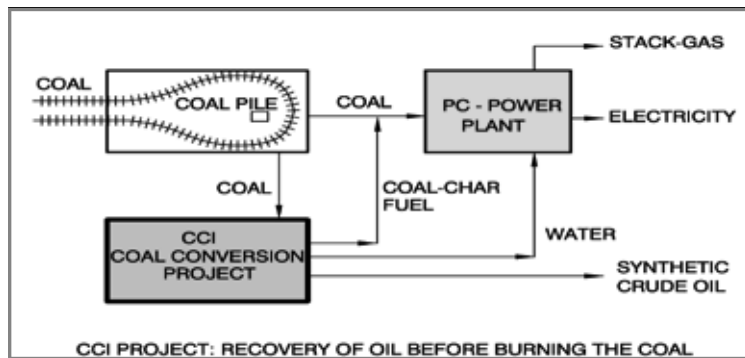 STACK-GAS
COAL
COAL PILE
COAL
PC - POWER
PLANT
ELECTRICITY
COAL
COAL-CHAR
FUEL
CCI
COAL CONVERSION
PROJECT
WATER
SYNTHETIC
CRUDE OIL
CCI PROJECT: RECOVERY OF OIL BEFORE BURNING THE COAL